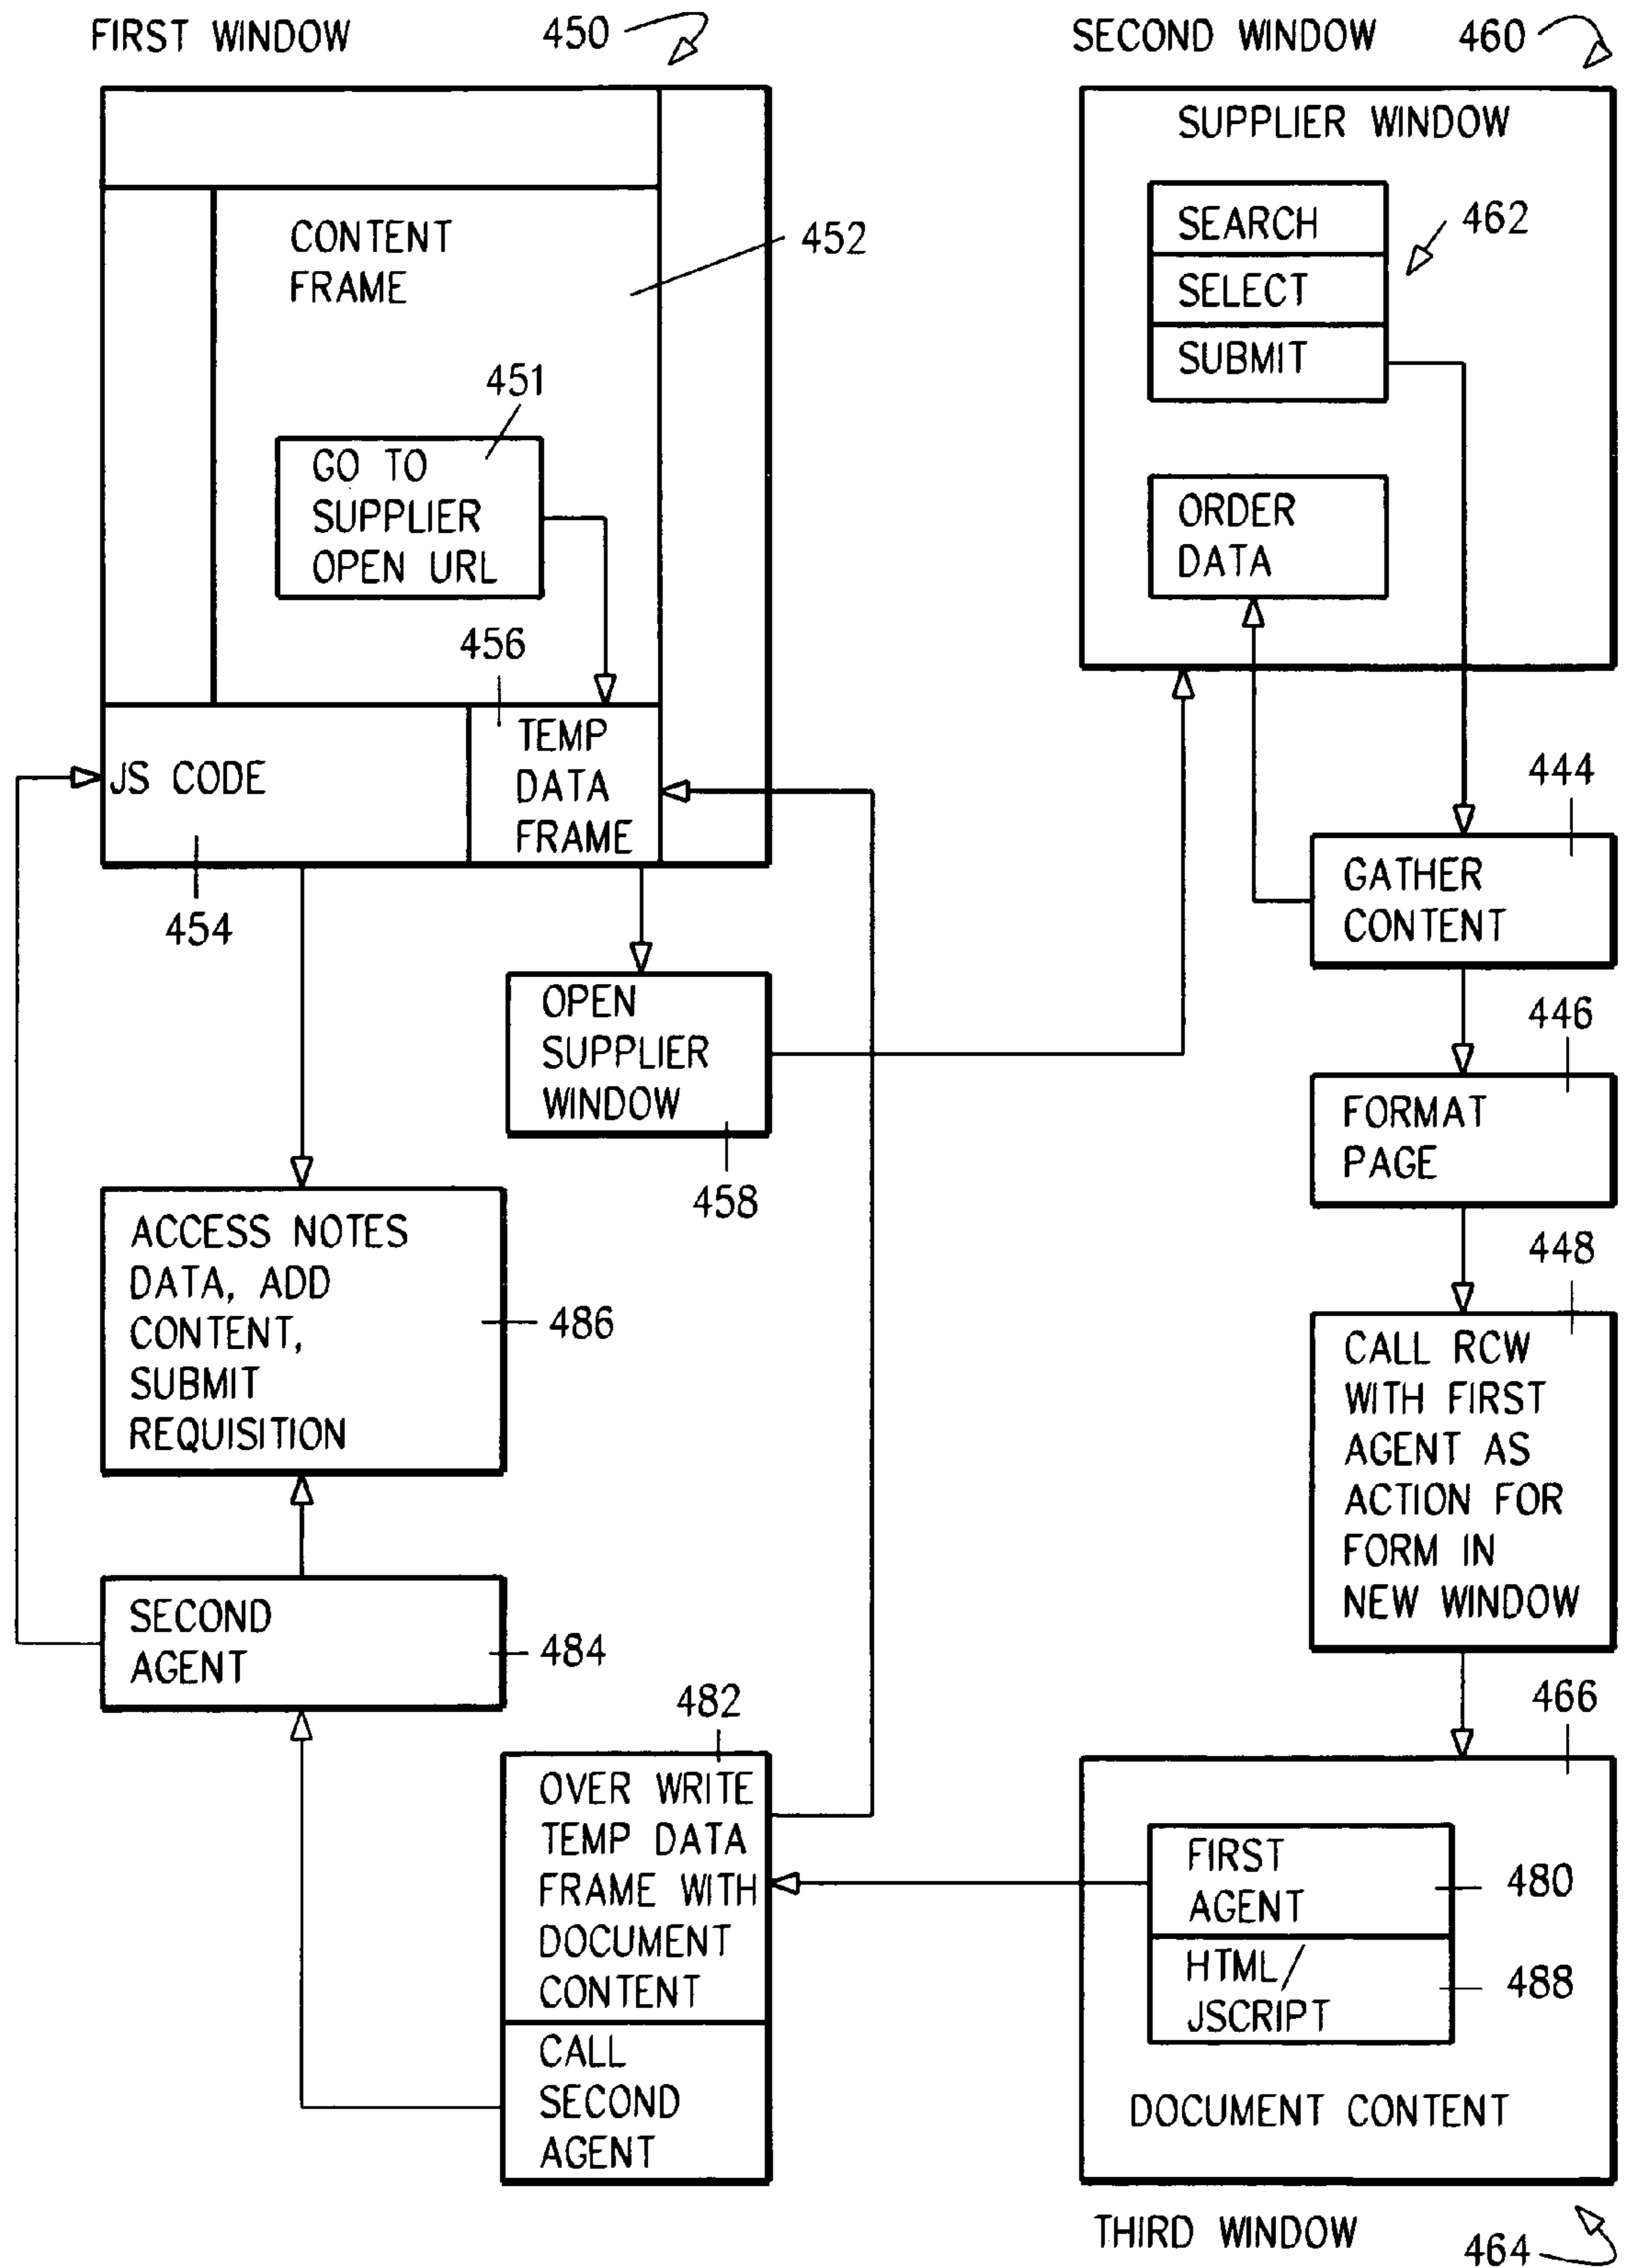 FIRST WINDOW
450
SECOND WINDOW
460
CONTENT
FRAME
452
451
GO TO
SUPPLIER
OPEN URL
456
JS CODE
TEMP
DATA
FRAME
454
OPEN
SUPPLIER
WINDOW
458
ACCESS NOTES
DATA, ADD
CONTENT,
SUBMIT
REQUISITION
486
SECOND
AGENT
484
482
OVER WRITE
TEMP DATA
FRAME WITH
DOCUMENT
CONTENT
CALL
SECOND
AGENT
SUPPLIER WINDOW
SEARCH
SELECT
SUBMIT
462
ORDER
DATA
444
GATHER
CONTENT
446
FORMAT
PAGE
448
CALL RCW
WITH FIRST
AGENT AS
ACTION FOR
FORM IN
NEW WINDOW
466
FIRST
AGENT
480
HTML/
JSCRIPT
488
DOCUMENT CONTENT
THIRD WINDOW
464